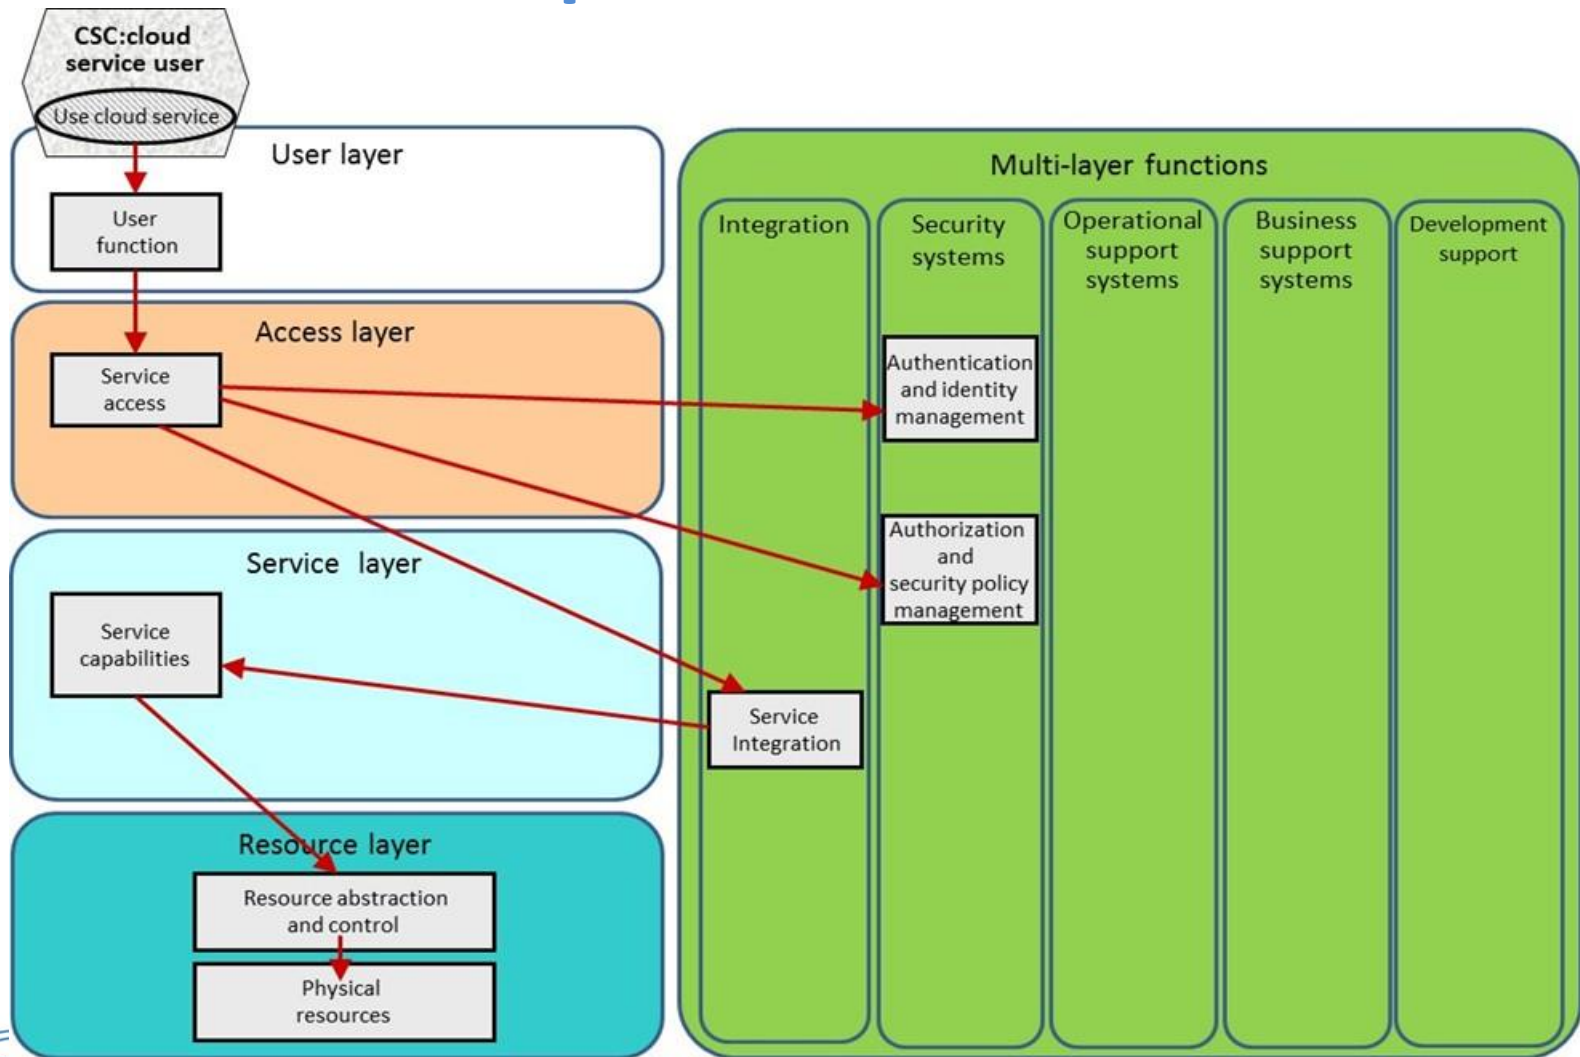 CSC:cloud
service user
Use cloud service
User layer
User
function
Access layer
Service
access
Service layer
Service
capabilities
Resource layer
Resource abstraction
and control
Physical
resources
Multi-layer functions
Integration
Service
Integration
Security
systems
Authentication
and identity
management
Authorization
and
security policy
management
Operational
support
systems
Business
support
systems
Development
support